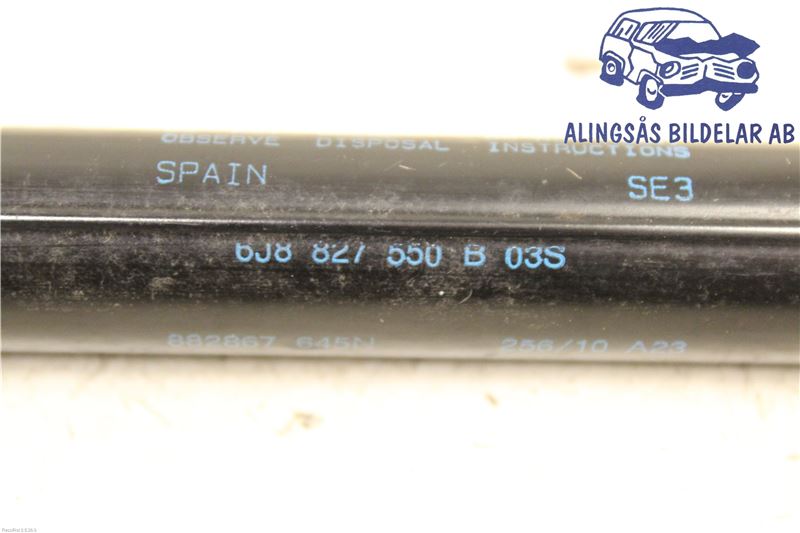 ALINGSÅS BILDELAR AB
OBSERVE DISPOSAL INSTRUCTIONS
SPAIN SE3
6J8 827 550 B 03S
882867 645N 256/10 A23